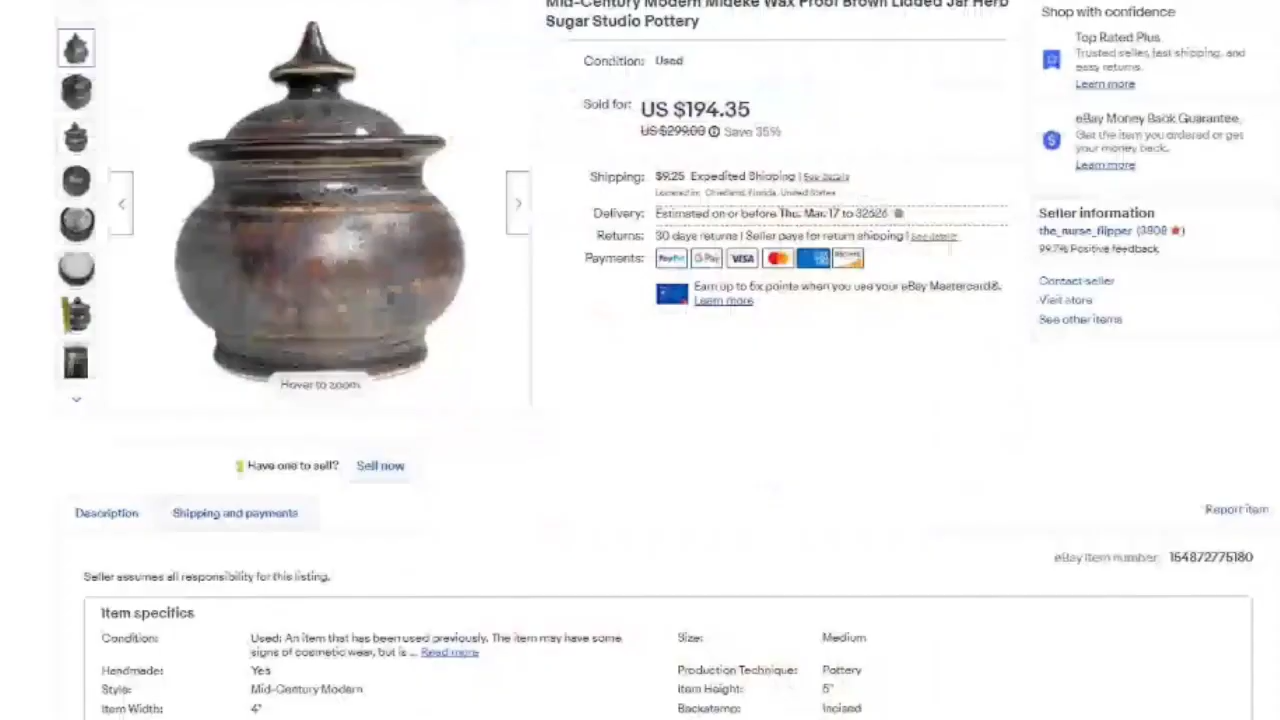 Mid-Century Modern Mideke Wax Proof Brown Lidded Jar Herb
Sugar Studio Pottery
Condition: Used
Sold for: US $194.35
US $299.00 Save 35%
Shipping: $9.25 Expedited Shipping | See details
Located in: Chiefland, Florida, United States
Delivery: Estimated on or before Thu, Mar. 17 to 32626
Returns: 30 days returns | Seller pays for return shipping | See details
Payments: PayPal G Pay VISA
Earn up to 5x points when you use your eBay Mastercard®.
Learn more
Hover to zoom
Have one to sell? Sell now
Shop with confidence
Top Rated Plus
Trusted seller, fast shipping, and
easy returns.
Learn more
eBay Money Back Guarantee
Get the item you ordered or get
your money back.
Learn more
Seller information
the_nurse_flipper (3808)
99.7% Positive feedback
Contact seller
Visit store
See other items
Description Shipping and payments
Report item
eBay item number: 154872775180
Seller assumes all responsibility for this listing.
Item specifics
Condition: Used: An item that has been used previously. The item may have some
signs of cosmetic wear, but is ... Read more
Size: Medium
Handmade: Yes
Production Technique: Pottery
Style: Mid-Century Modern
Item Height: 5"
Item Width: 4"
Backstamp: Incised